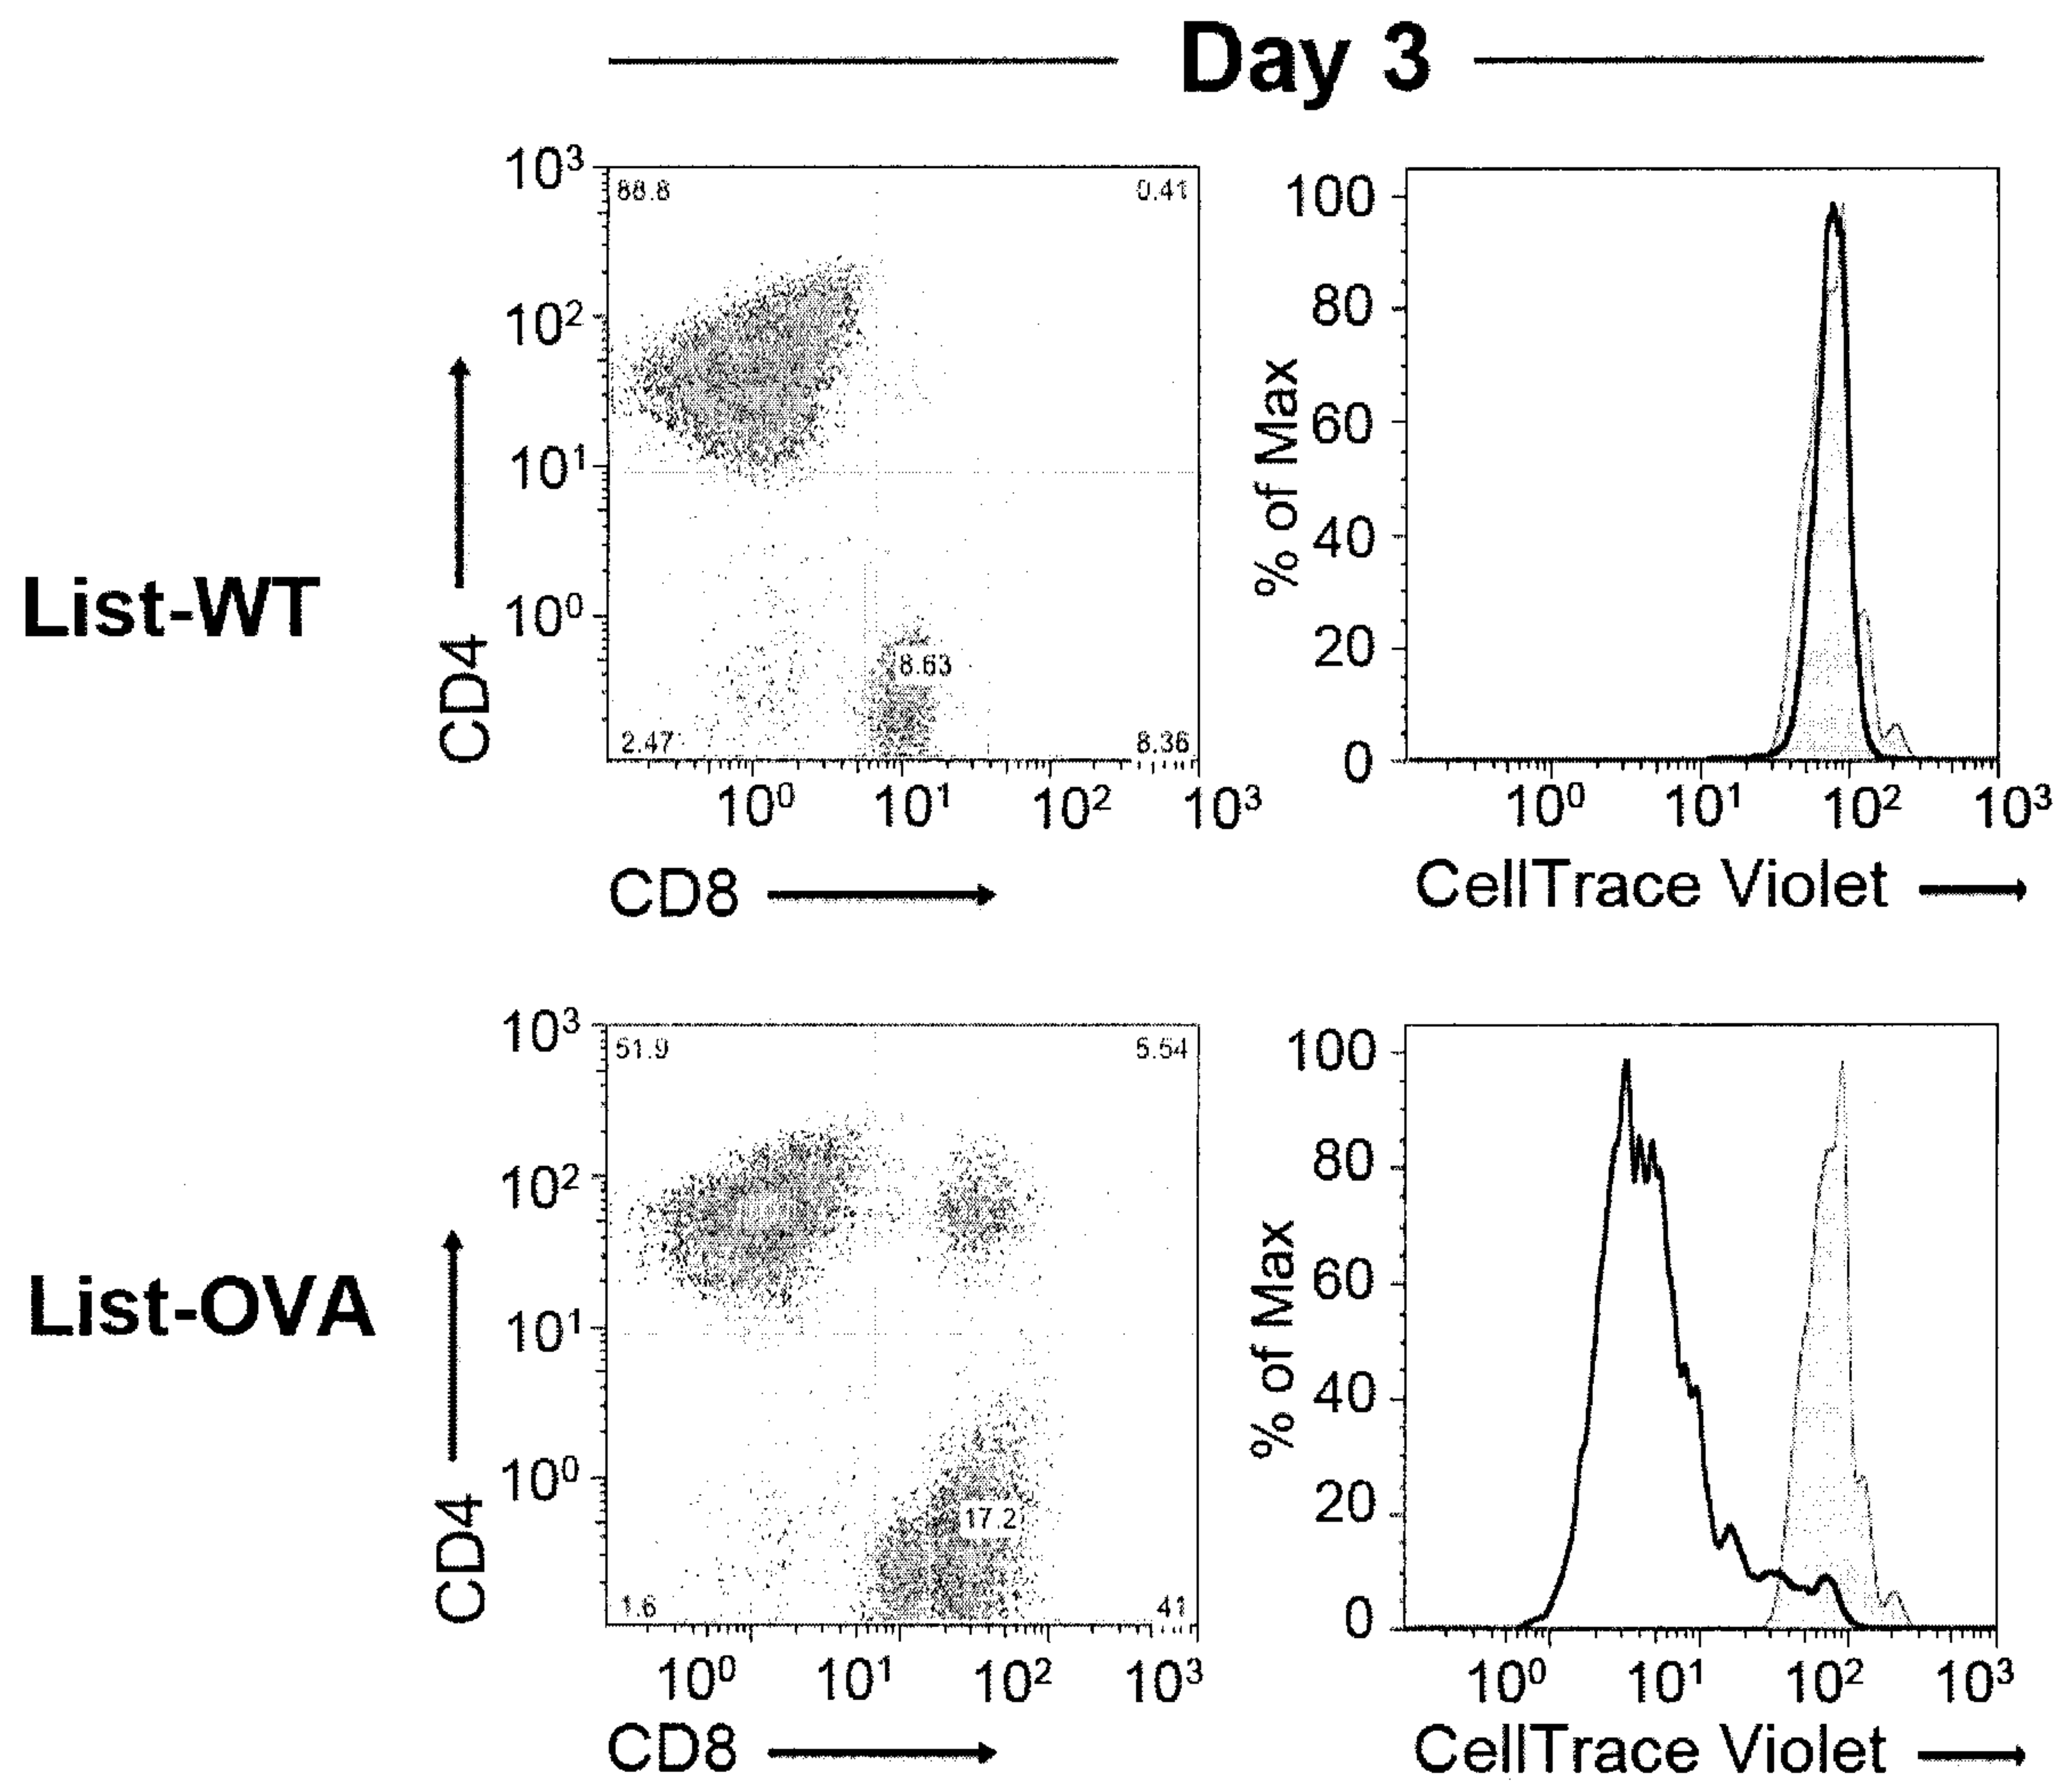 Day 3
List-WT
CD4
10³
10²
10¹
10⁰
88.8
0.41
8.63
2.47
8.36
10⁰ 10¹ 10² 10³
CD8
% of Max
100
80
60
40
20
0
10⁰ 10¹ 10² 10³
CellTrace Violet
List-OVA
CD4
10³
10²
10¹
10⁰
51.9
5.54
17.2
1.6
41
10⁰ 10¹ 10² 10³
CD8
% of Max
100
80
60
40
20
0
10⁰ 10¹ 10² 10³
CellTrace Violet